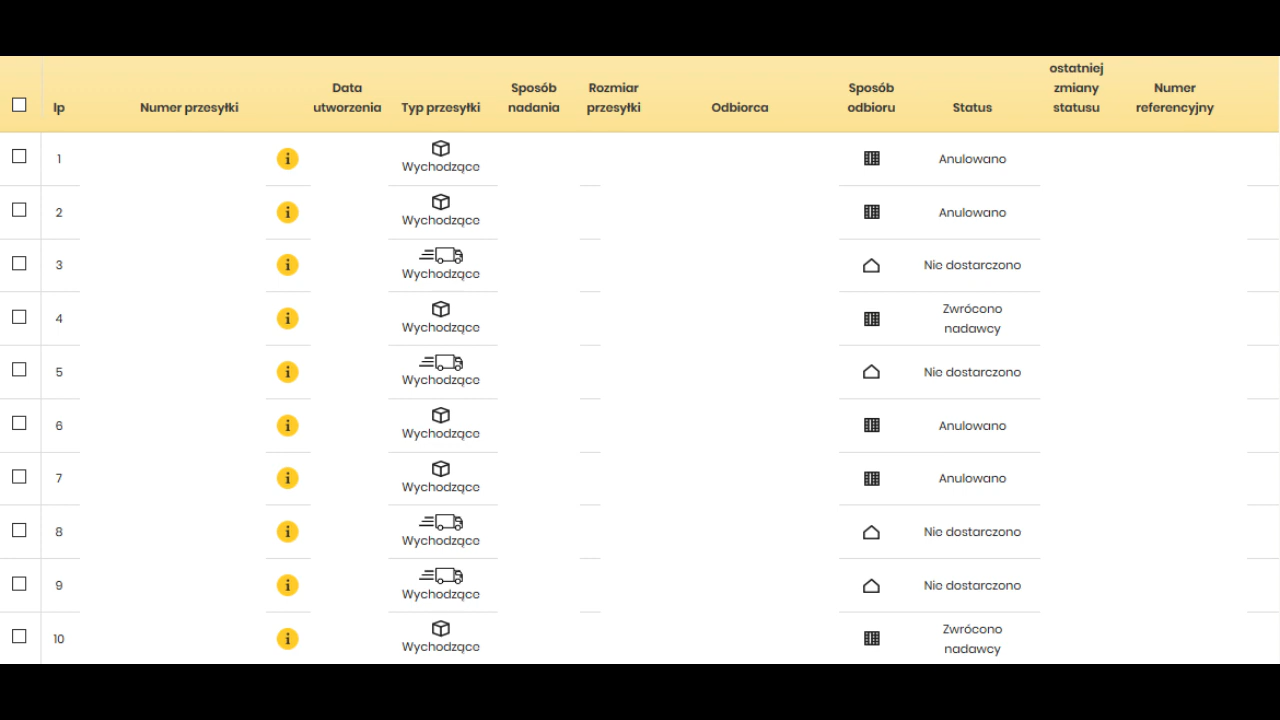 lp Numer przesyłki Data utworzenia Typ przesyłki Sposób nadania Rozmiar przesyłki Odbiorca Sposób odbioru Status ostatniej zmiany statusu Numer referencyjny
1 Wychodzące Anulowano
2 Wychodzące Anulowano
3 Wychodzące Nie dostarczono
4 Wychodzące Zwrócono nadawcy
5 Wychodzące Nie dostarczono
6 Wychodzące Anulowano
7 Wychodzące Anulowano
8 Wychodzące Nie dostarczono
9 Wychodzące Nie dostarczono
10 Wychodzące Zwrócono nadawcy